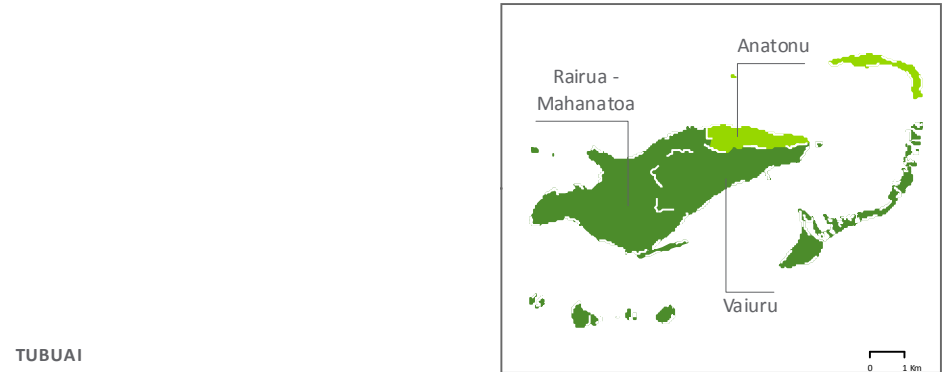 Anatonu
Rairua -
Mahanatoa
Vaiuru
TUBUAI
0 1 Km